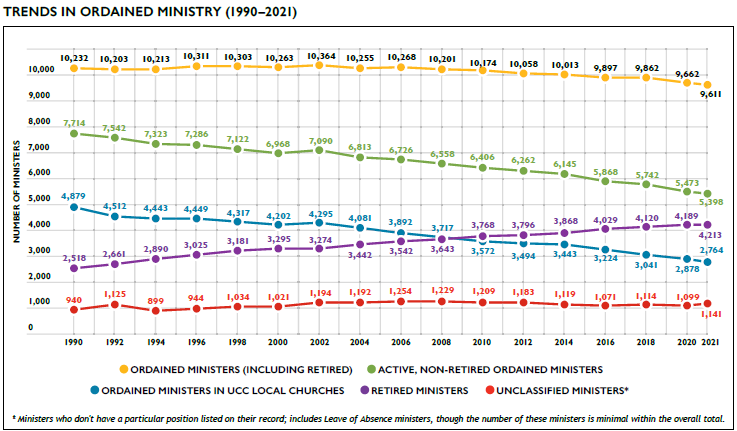 TRENDS IN ORDAINED MINISTRY (1990–2021)
10,232 10,203 10,213 10,311 10,303 10,263 10,364 10,255 10,268 10,201 10,174 10,058 10,013 9,897 9,862 9,662 9,611
7,714 7,542 7,323 7,286 7,122 6,968 7,090 6,813 6,726 6,558 6,406 6,262 6,145 5,868 5,742 5,473 5,398
4,879 4,512 4,443 4,449 4,317 4,202 4,295 4,081 3,892 3,717 3,572 3,494 3,443 3,224 3,041 2,878 2,764
2,518 2,661 2,890 3,025 3,181 3,295 3,274 3,442 3,542 3,643 3,768 3,796 3,868 4,029 4,120 4,189 4,213
940 1,125 899 944 1,034 1,021 1,194 1,192 1,254 1,229 1,209 1,183 1,119 1,071 1,114 1,099 1,141
10,000
9,000
8,000
7,000
6,000
5,000
4,000
3,000
2,000
1,000
0
NUMBER OF MINISTERS
1990 1992 1994 1996 1998 2000 2002 2004 2006 2008 2010 2012 2014 2016 2018 2020 2021
ORDAINED MINISTERS (INCLUDING RETIRED) ACTIVE, NON-RETIRED ORDAINED MINISTERS
ORDAINED MINISTERS IN UCC LOCAL CHURCHES RETIRED MINISTERS UNCLASSIFIED MINISTERS*
* Ministers who don't have a particular position listed on their record; includes Leave of Absence ministers, though the number of these ministers is minimal within the overall total.